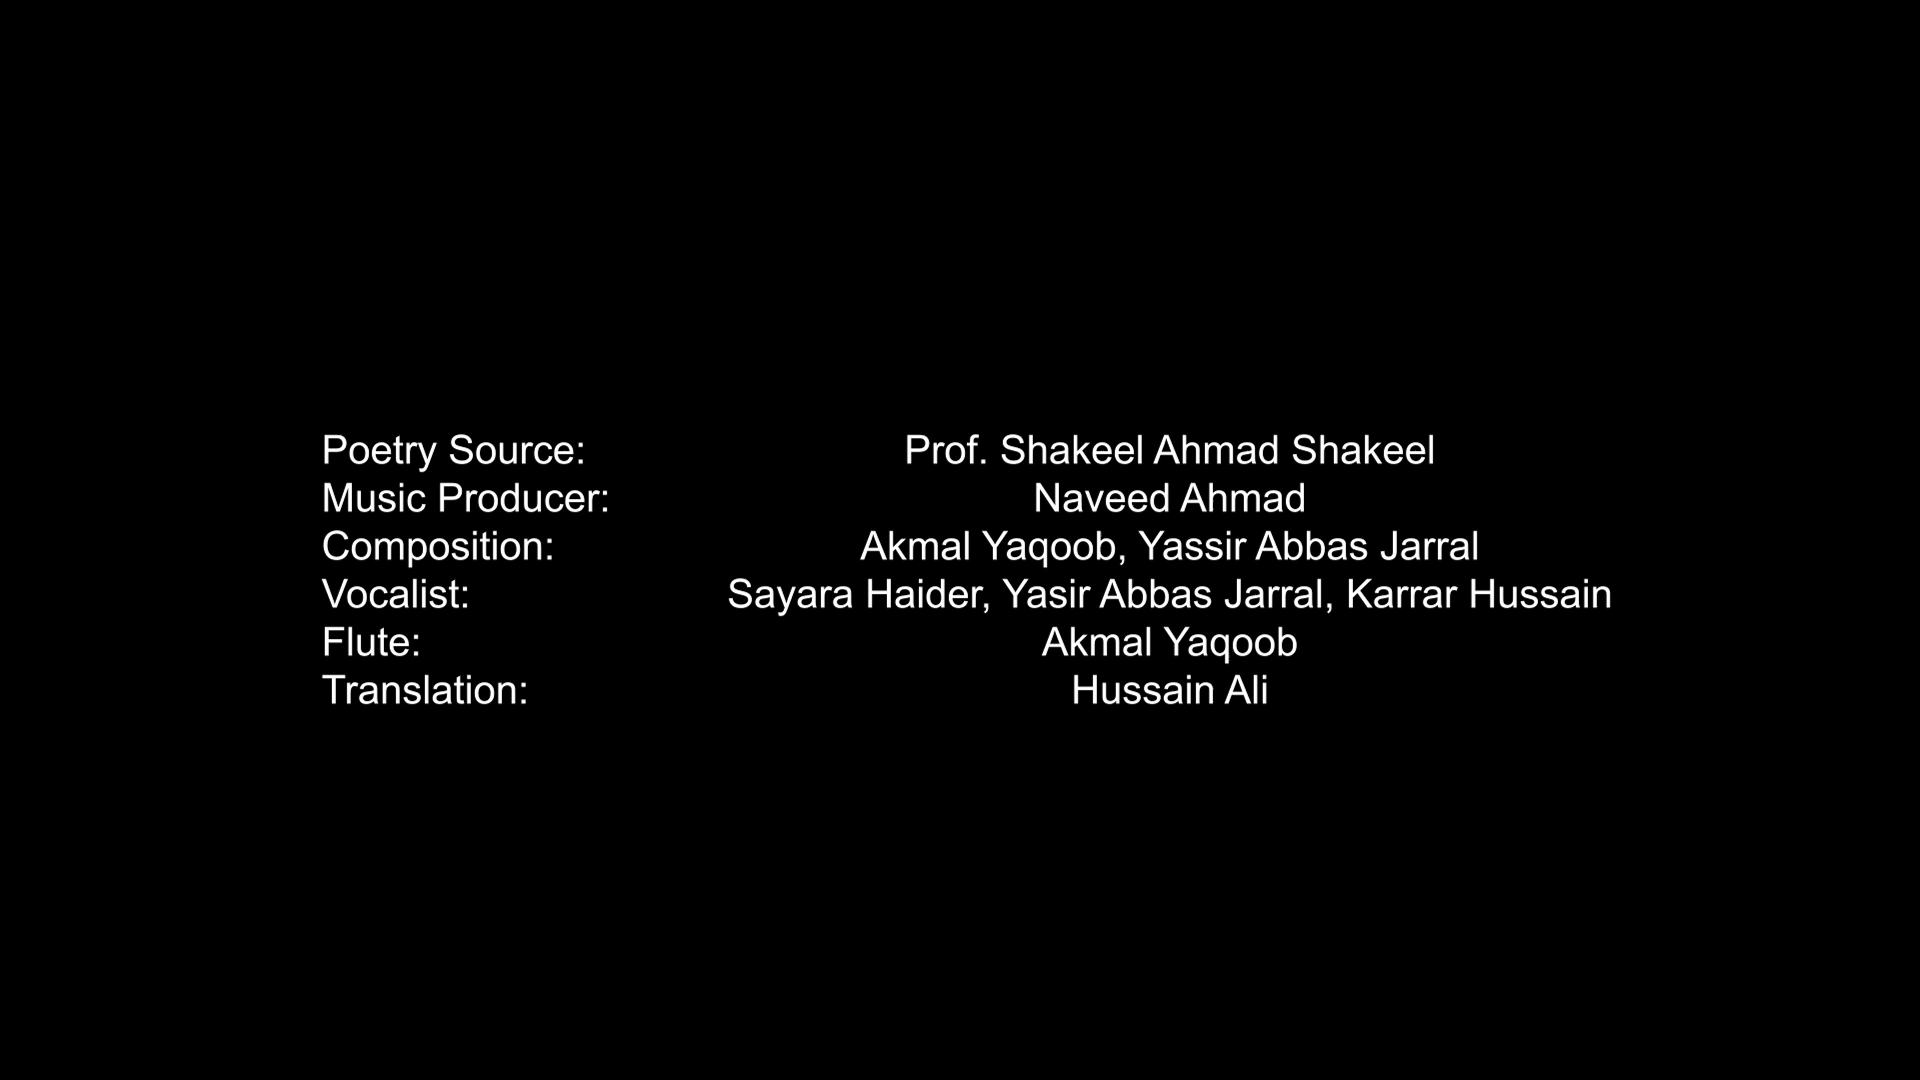 Poetry Source: Prof. Shakeel Ahmad Shakeel
Music Producer: Naveed Ahmad
Composition: Akmal Yaqoob, Yassir Abbas Jarral
Vocalist: Sayara Haider, Yasir Abbas Jarral, Karrar Hussain
Flute: Akmal Yaqoob
Translation: Hussain Ali